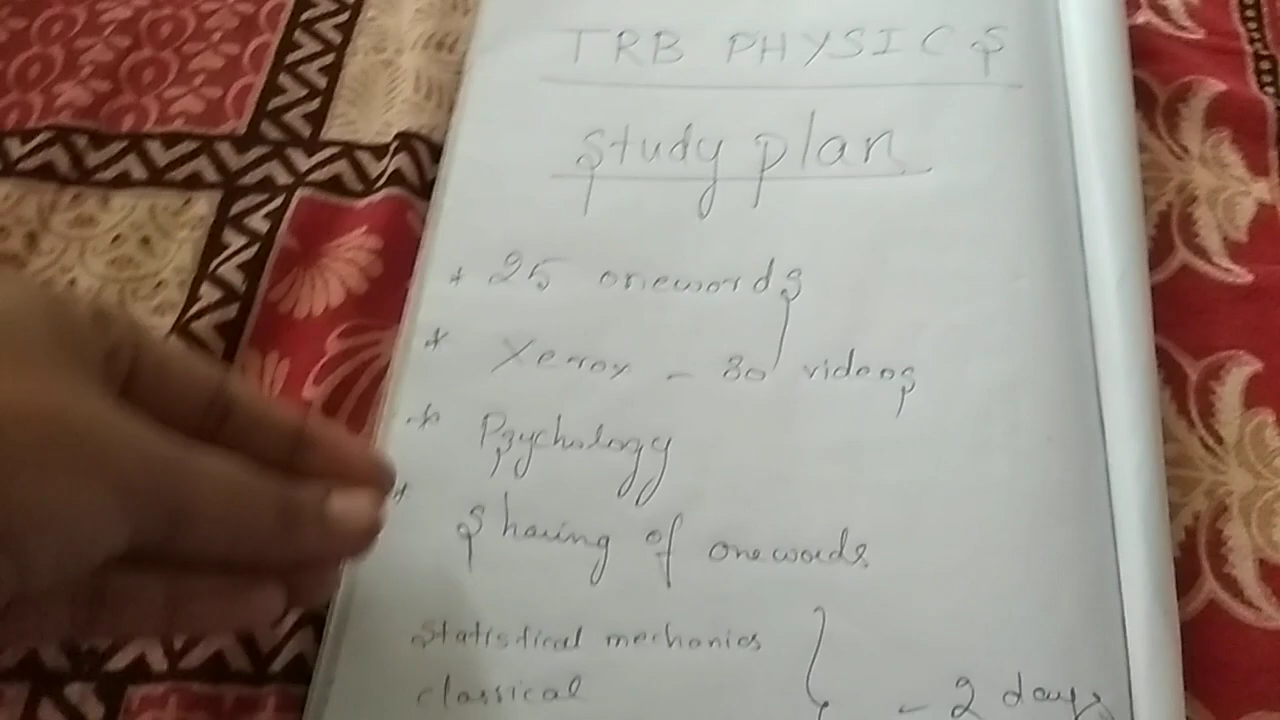 TRB PHYSICS
Study plan
* 25 onewords
* Xerox - 30 videos
* Psychology
* Sharing of onewords
Statistical mechanics
classical
- 2 days